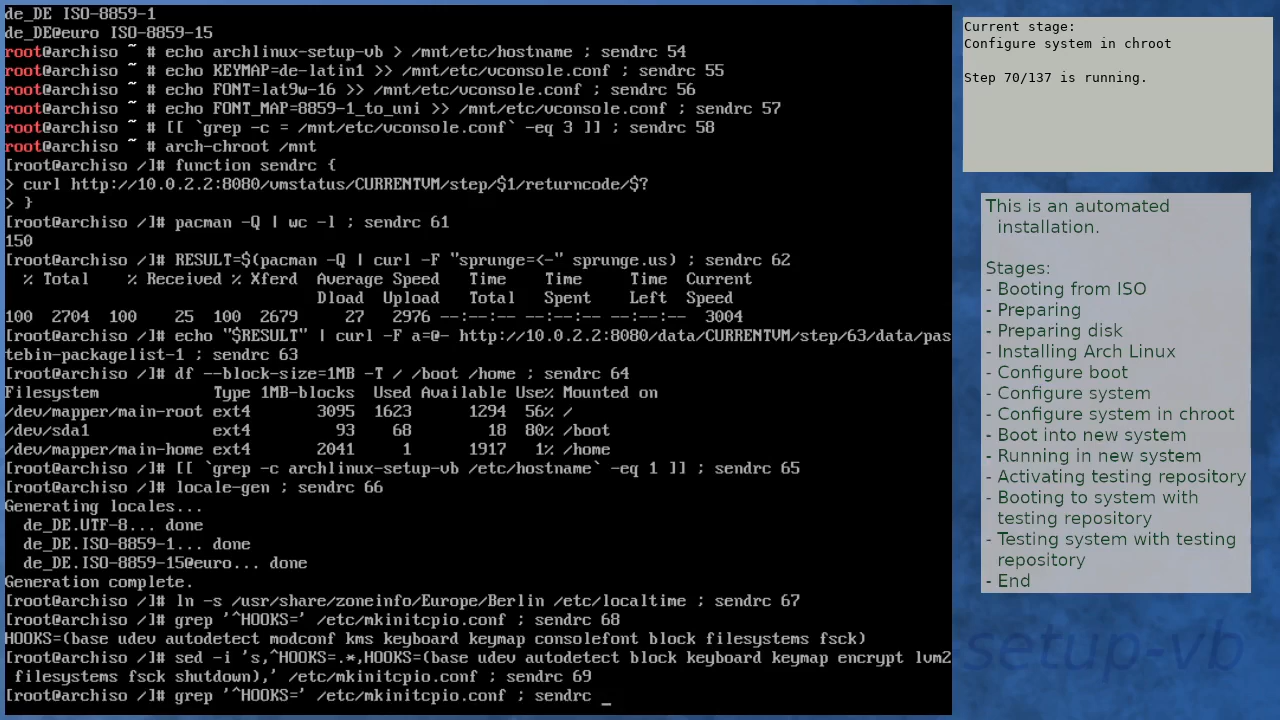 de_DE ISO-8859-1
de_DE@euro ISO-8859-15
root@archiso ~ # echo archlinux-setup-vb > /mnt/etc/hostname ; sendrc 54
root@archiso ~ # echo KEYMAP=de-latin1 >> /mnt/etc/vconsole.conf ; sendrc 55
root@archiso ~ # echo FONT=lat9w-16 >> /mnt/etc/vconsole.conf ; sendrc 56
root@archiso ~ # echo FONT_MAP=8859-1_to_uni >> /mnt/etc/vconsole.conf ; sendrc 57
root@archiso ~ # [[ `grep -c = /mnt/etc/vconsole.conf` -eq 3 ]] ; sendrc 58
root@archiso ~ # arch-chroot /mnt
[root@archiso /]# function sendrc {
> curl http://10.0.2.2:8080/vmstatus/CURRENTVM/step/$1/returncode/$?
> }
[root@archiso /]# pacman -Q | wc -l ; sendrc 61
150
[root@archiso /]# RESULT=$(pacman -Q | curl -F "sprunge=<-" sprunge.us) ; sendrc 62
  % Total    % Received % Xferd  Average Speed   Time    Time     Time  Current
                                 Dload  Upload   Total   Spent    Left  Speed
100  2704  100    25  100  2679     27   2976 --:--:-- --:--:-- --:--:--  3004
[root@archiso /]# echo "$RESULT" | curl -F a=@- http://10.0.2.2:8080/data/CURRENTVM/step/63/data/pas
tebin-packagelist-1 ; sendrc 63
[root@archiso /]# df --block-size=1MB -T / /boot /home ; sendrc 64
Filesystem            Type 1MB-blocks  Used Available Use% Mounted on
/dev/mapper/main-root ext4       3095  1623      1294  56% /
/dev/sda1             ext4         93    68        18  80% /boot
/dev/mapper/main-home ext4       2041     1      1917   1% /home
[root@archiso /]# [[ `grep -c archlinux-setup-vb /etc/hostname` -eq 1 ]] ; sendrc 65
[root@archiso /]# locale-gen ; sendrc 66
Generating locales...
  de_DE.UTF-8... done
  de_DE.ISO-8859-1... done
  de_DE.ISO-8859-15@euro... done
Generation complete.
[root@archiso /]# ln -s /usr/share/zoneinfo/Europe/Berlin /etc/localtime ; sendrc 67
[root@archiso /]# grep '^HOOKS=' /etc/mkinitcpio.conf ; sendrc 68
HOOKS=(base udev autodetect modconf kms keyboard keymap consolefont block filesystems fsck)
[root@archiso /]# sed -i 's,^HOOKS=.*,HOOKS=(base udev autodetect block keyboard keymap encrypt lvm2
 filesystems fsck shutdown),' /etc/mkinitcpio.conf ; sendrc 69
[root@archiso /]# grep '^HOOKS=' /etc/mkinitcpio.conf ; sendrc _
Current stage:
Configure system in chroot
Step 70/137 is running.
This is an automated
installation.
Stages:
- Booting from ISO
- Preparing
- Preparing disk
- Installing Arch Linux
- Configure boot
- Configure system
- Configure system in chroot
- Boot into new system
- Running in new system
- Activating testing repository
- Booting to system with
testing repository
- Testing system with testing
repository
- End
setup-vb